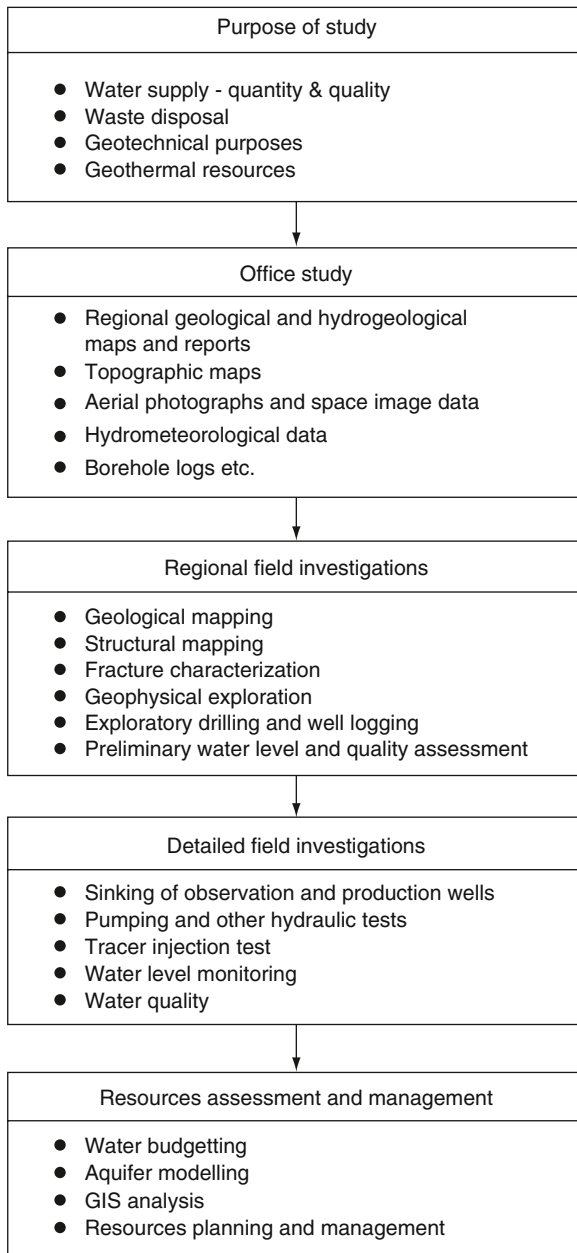 Purpose of study
● Water supply - quantity & quality
● Waste disposal
● Geotechnical purposes
● Geothermal resources
Office study
● Regional geological and hydrogeological
maps and reports
● Topographic maps
● Aerial photographs and space image data
● Hydrometeorological data
● Borehole logs etc.
Regional field investigations
● Geological mapping
● Structural mapping
● Fracture characterization
● Geophysical exploration
● Exploratory drilling and well logging
● Preliminary water level and quality assessment
Detailed field investigations
● Sinking of observation and production wells
● Pumping and other hydraulic tests
● Tracer injection test
● Water level monitoring
● Water quality
Resources assessment and management
● Water budgetting
● Aquifer modelling
● GIS analysis
● Resources planning and management